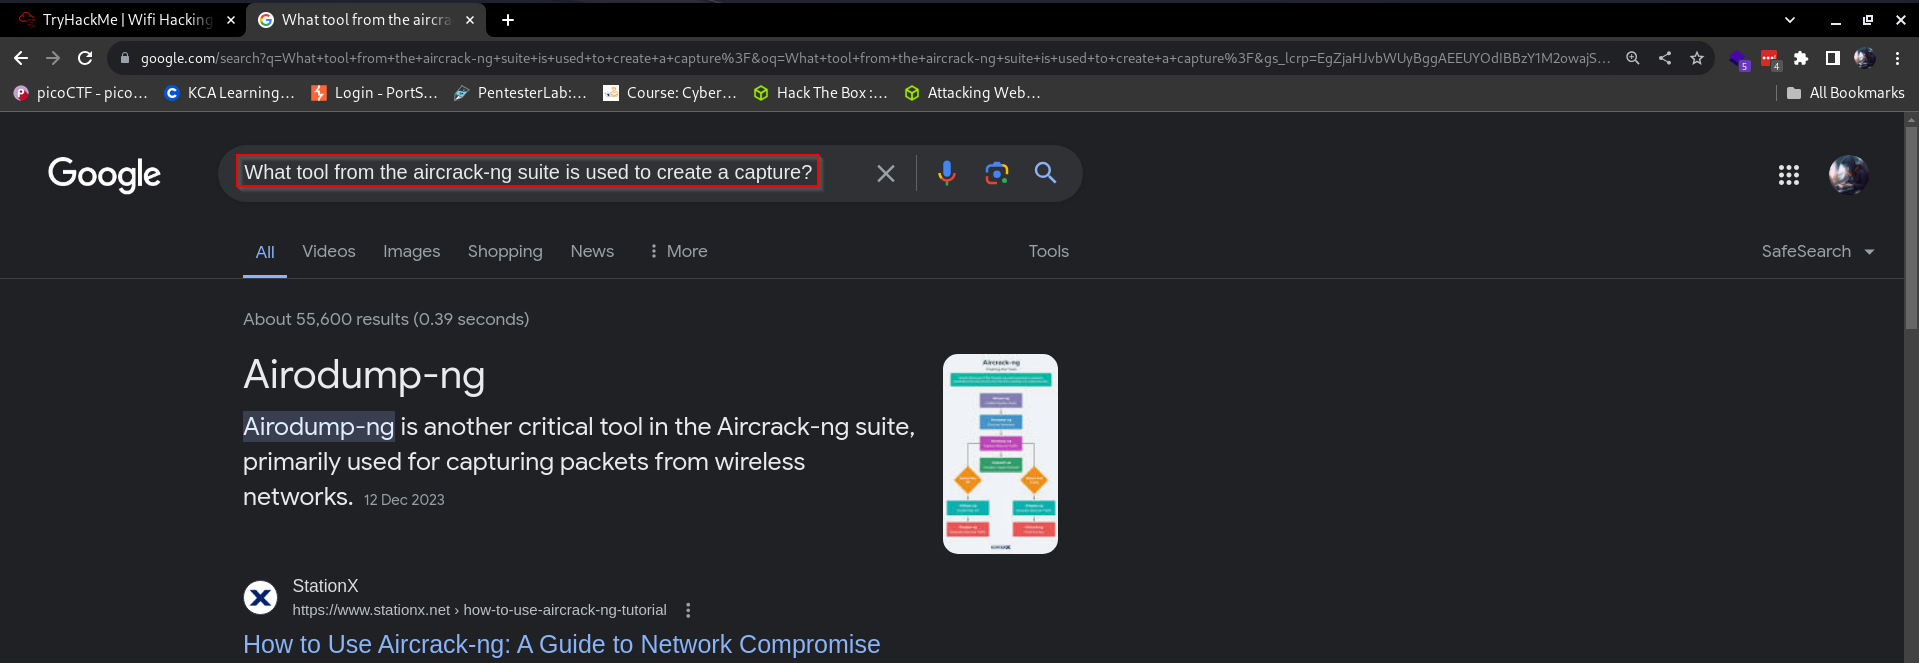 TryHackMe | Wifi Hacking
What tool from the aircra
google.com/search?q=What+tool+from+the+aircrack-ng+suite+is+used+to+create+a+capture%3F&oq=What+tool+from+the+aircrack-ng+suite+is+used+to+create+a+capture%3F&gs_lcrp=EgZjaHJvbWUyBggAEEUYOdIBBzY1M2owajS...
5
4
picoCTF - pico...
KCA Learning...
Login - PortS...
PentesterLab:...
Course: Cyber...
Hack The Box :...
Attacking Web...
All Bookmarks
Google
What tool from the aircrack-ng suite is used to create a capture?
All
Videos
Images
Shopping
News
More
Tools
SafeSearch
About 55,600 results (0.39 seconds)
Airodump-ng
Aircrack-ng
Airodump-ng is another critical tool in the Aircrack-ng suite,
primarily used for capturing packets from wireless
networks. 12 Dec 2023
StationX
https://www.stationx.net › how-to-use-aircrack-ng-tutorial
How to Use Aircrack-ng: A Guide to Network Compromise